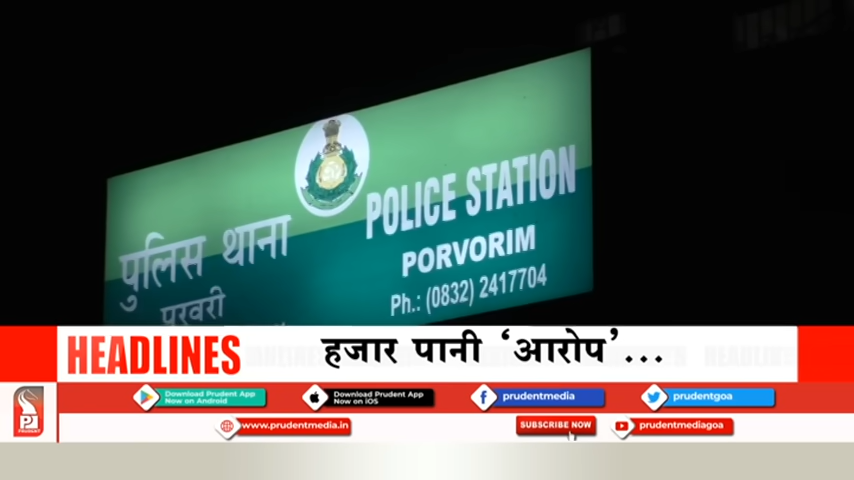 पुलिस थाना
परवरी
POLICE STATION
PORVORIM
Ph.: (0832) 2417704
HEADLINES
हजार पानी ‘आरोप’...
Download Prudent App
Now on Android
Download Prudent App
Now on iOS
prudentmedia
prudentgoa
PRUDENT
www.prudentmedia.in
SUBSCRIBE NOW
prudentmediagoa